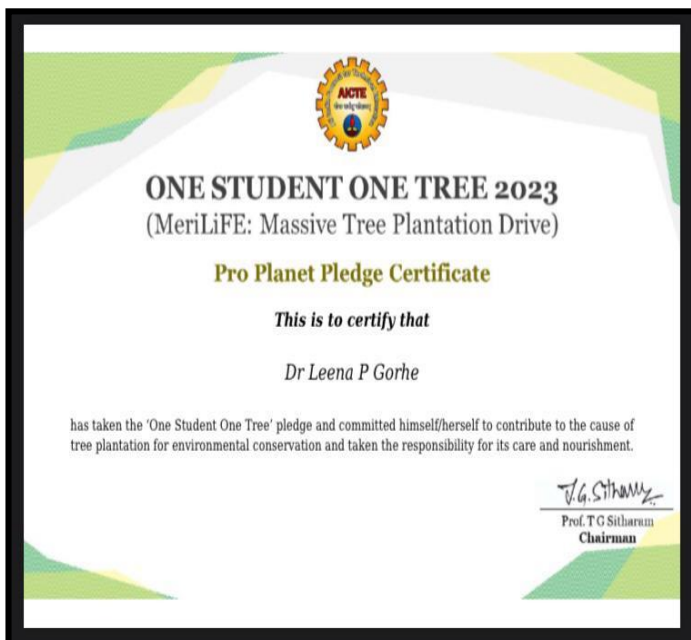 AICTE
ONE STUDENT ONE TREE 2023
(MeriLiFE: Massive Tree Plantation Drive)
Pro Planet Pledge Certificate
This is to certify that
Dr Leena P Gorhe
has taken the 'One Student One Tree' pledge and committed himself/herself to contribute to the cause of
tree plantation for environmental conservation and taken the responsibility for its care and nourishment.
T.G. Sitharam
Prof. T G Sitharam
Chairman